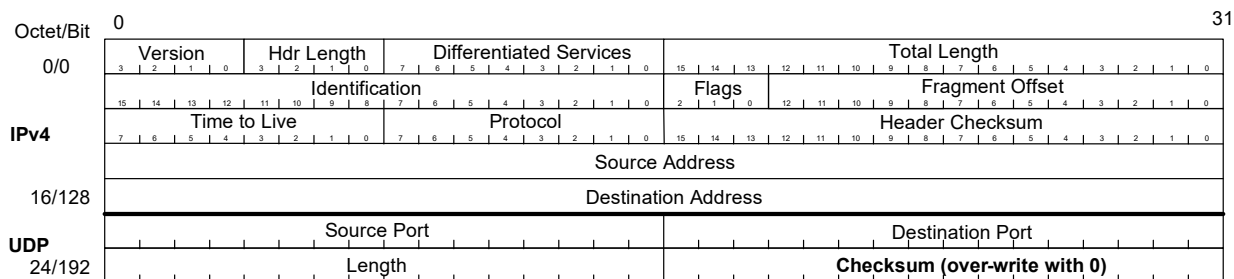 0 31
Octet/Bit
0/0 Version Hdr Length Differentiated Services Total Length
3 2 1 0 3 2 1 0 7 6 5 4 3 2 1 0 15 14 13 12 11 10 9 8 7 6 5 4 3 2 1 0
Identification Flags Fragment Offset
15 14 13 12 11 10 9 8 7 6 5 4 3 2 1 0 2 1 0 12 11 10 9 8 7 6 5 4 3 2 1 0
IPv4 Time to Live Protocol Header Checksum
7 6 5 4 3 2 1 0 7 6 5 4 3 2 1 0 15 14 13 12 11 10 9 8 7 6 5 4 3 2 1 0
Source Address
16/128 Destination Address
UDP Source Port Destination Port
24/192 Length Checksum (over-write with 0)